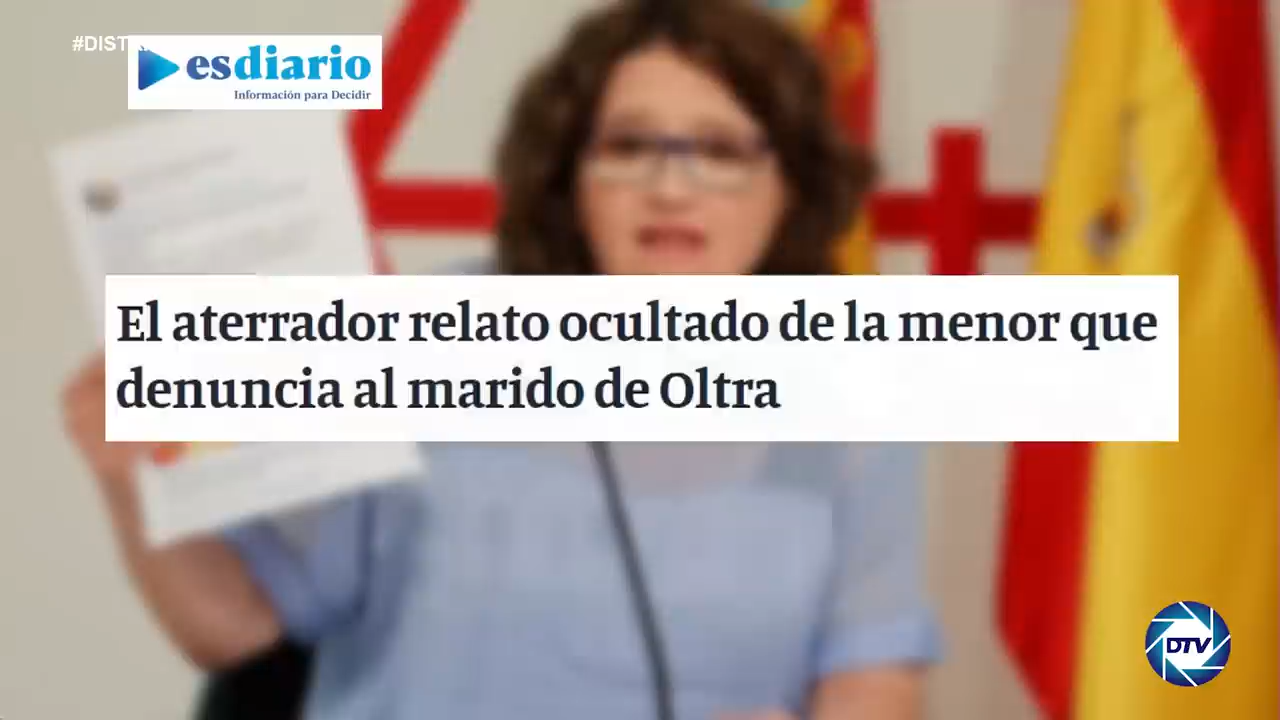 #DIST
esdiario
Información para Decidir
El aterrador relato ocultado de la menor que
denuncia al marido de Oltra
DTV